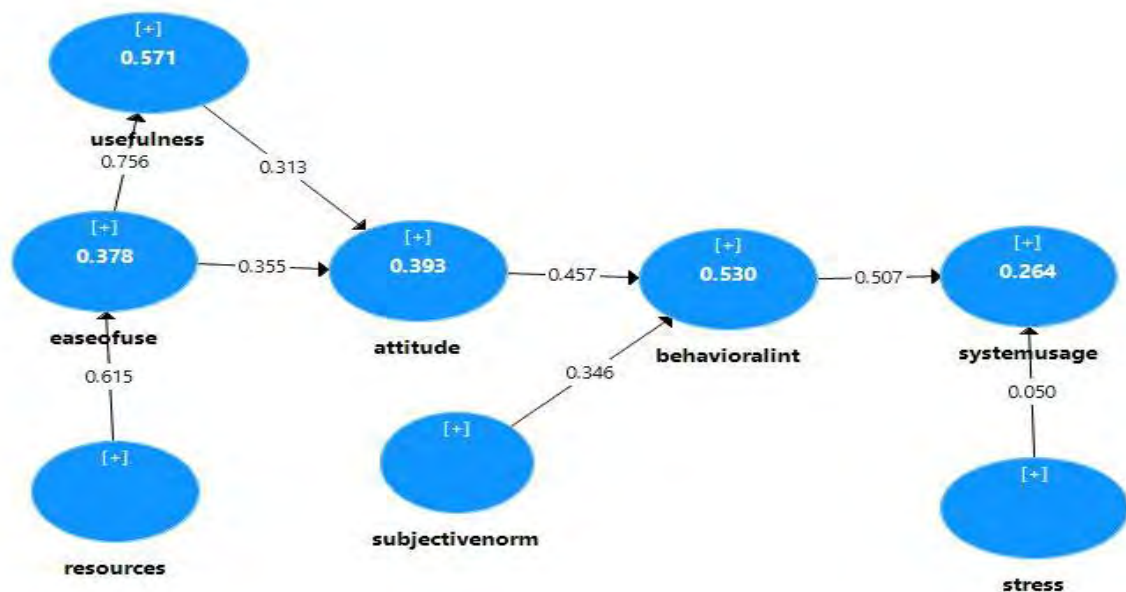 [+]
0.571
usefulness
0.756
0.313
[+]
0.378
easeofuse
0.355
[+]
0.393
attitude
0.457
[+]
0.530
behavioralint
0.507
[+]
0.264
systemusage
0.615
0.346
0.050
[+]
resources
[+]
subjectivenorm
[+]
stress